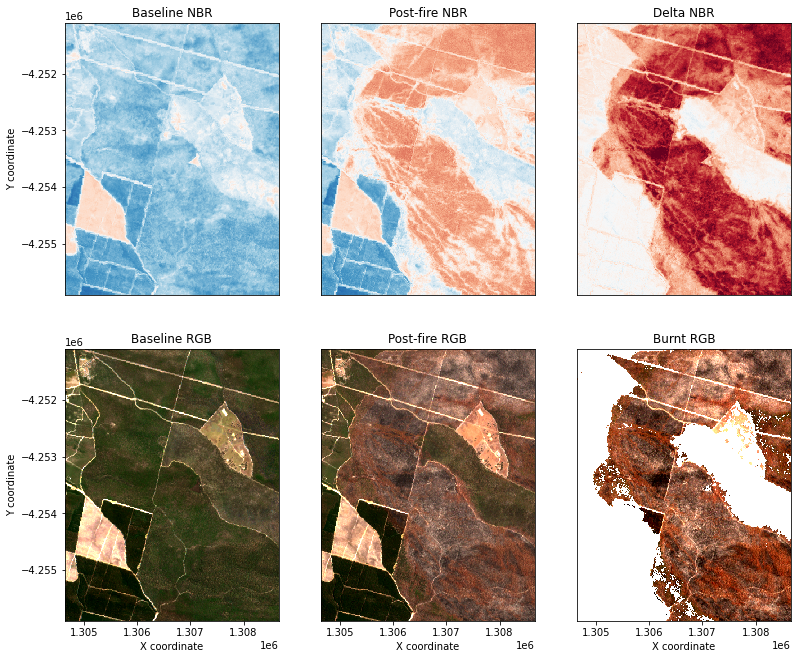 Baseline NBR
Post-fire NBR
Delta NBR
1e6
−4.252
−4.253
−4.254
−4.255
Y coordinate
Baseline RGB
Post-fire RGB
Burnt RGB
1e6
−4.252
−4.253
−4.254
−4.255
Y coordinate
1.305 1.306 1.307 1.308
1e6
X coordinate
1.305 1.306 1.307 1.308
1e6
X coordinate
1.305 1.306 1.307 1.308
1e6
X coordinate